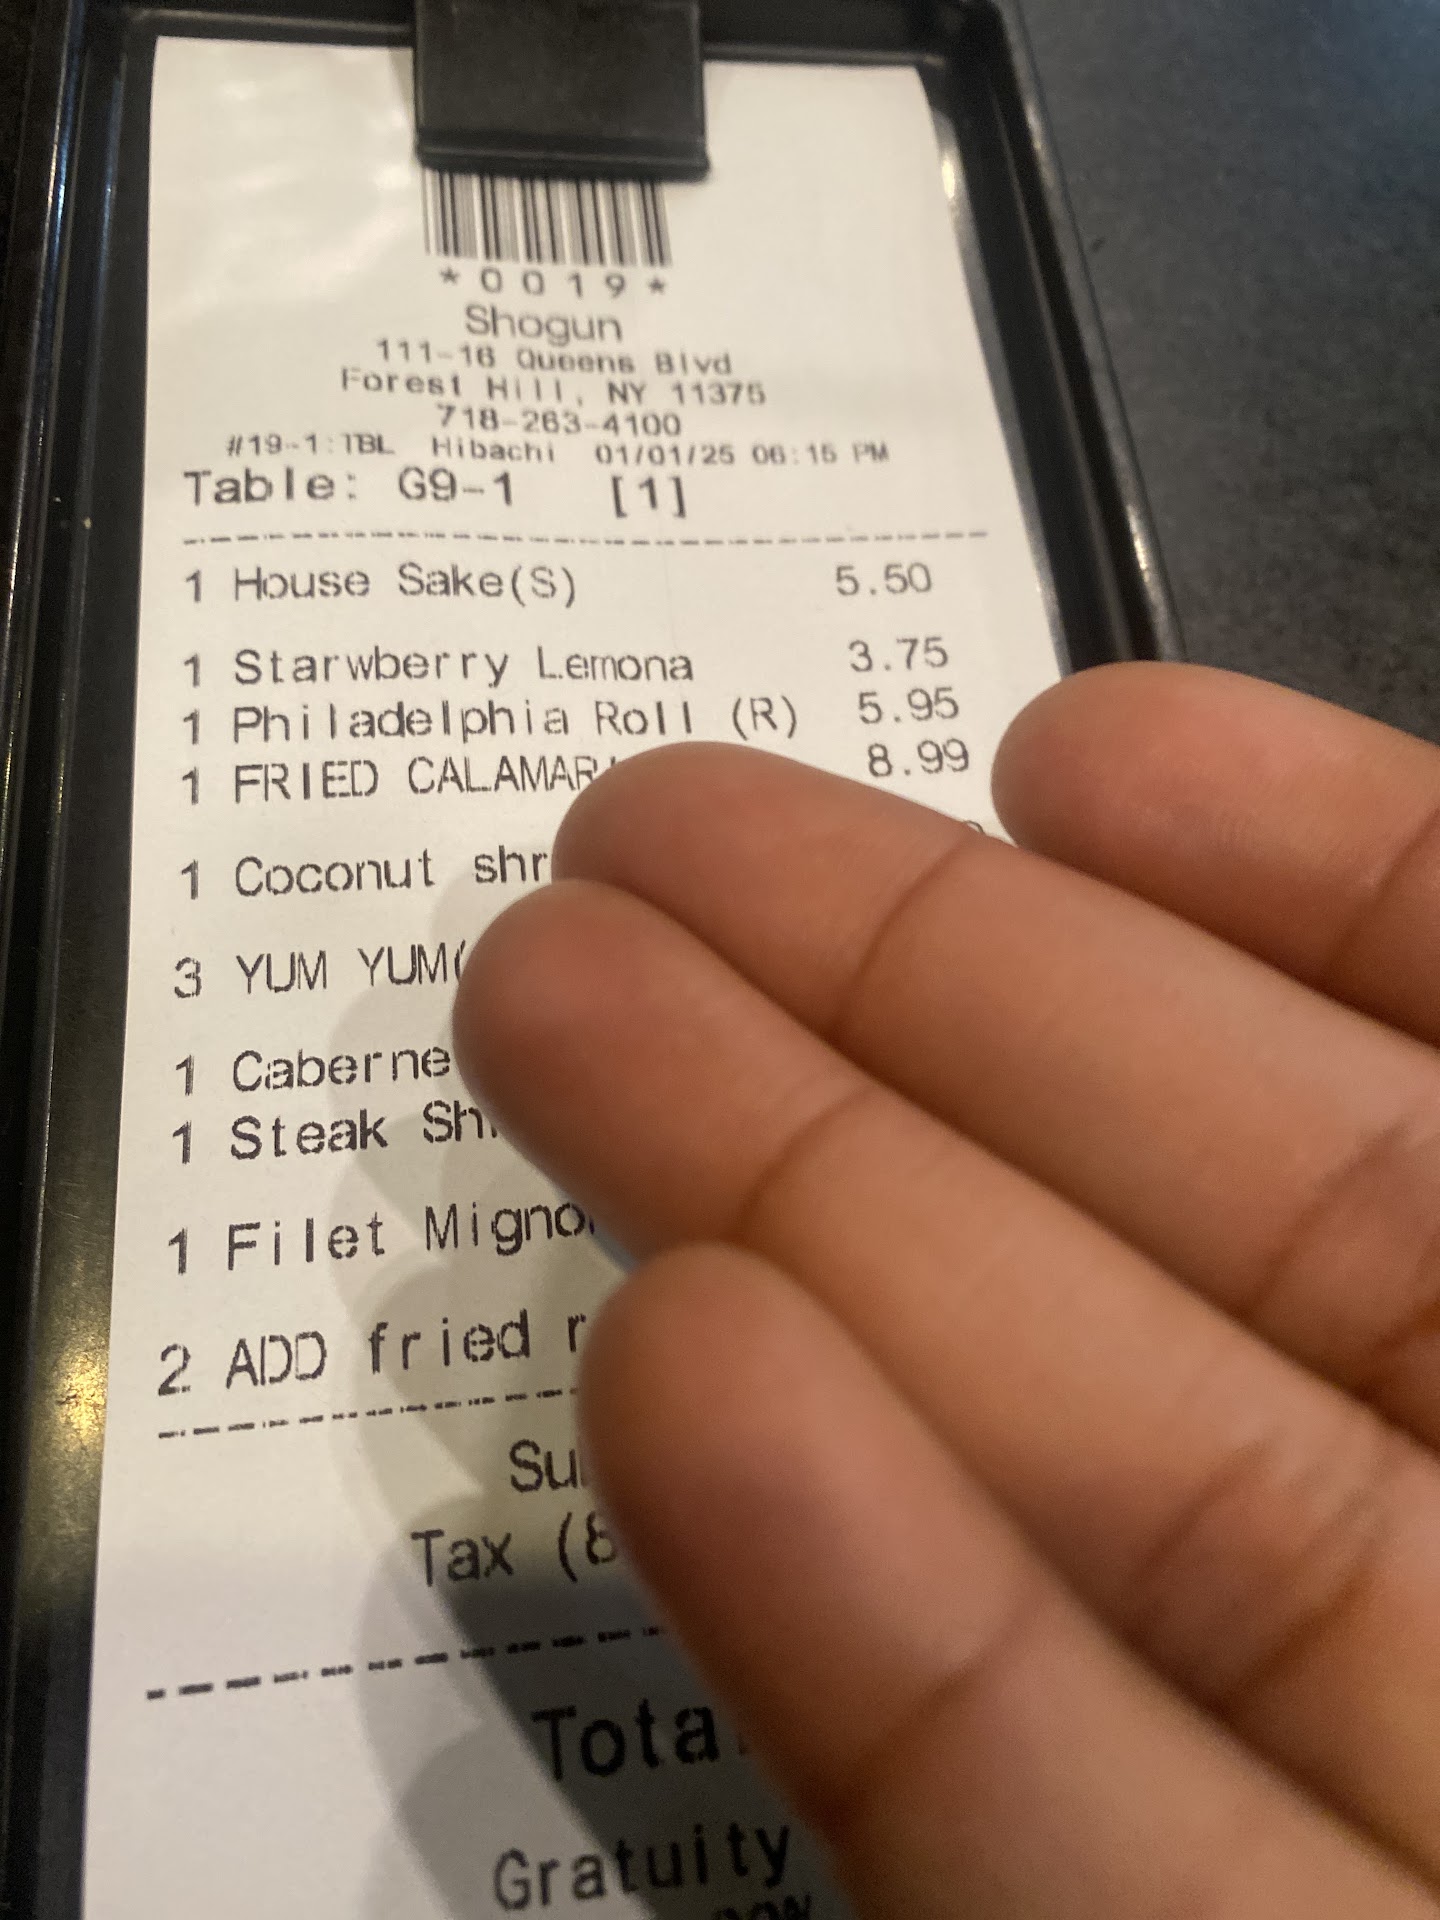 *0019*
Shogun
111-16 Queens Blvd
Forest Hill, NY 11375
718-263-4100
#19-1:TBL Hibachi 01/01/25 06:15 PM
Table: G9-1 [1]
1 House Sake(S) 5.50
1 Starwberry Lemona 3.75
1 Philadelphia Roll (R) 5.95
1 FRIED CALAMAR 8.99
1 Coconut shr
3 YUM YUM(
1 Caberne
1 Steak Sh
1 Filet Migno
2 ADD fried r
Su
Tax (8
Tota
Gratuity